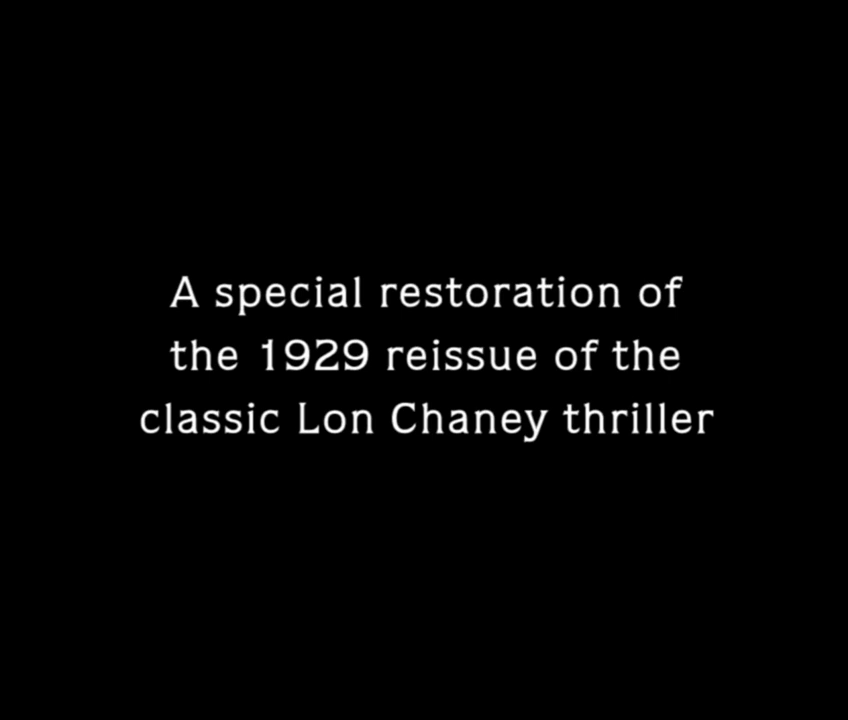 A special restoration of
the 1929 reissue of the
classic Lon Chaney thriller